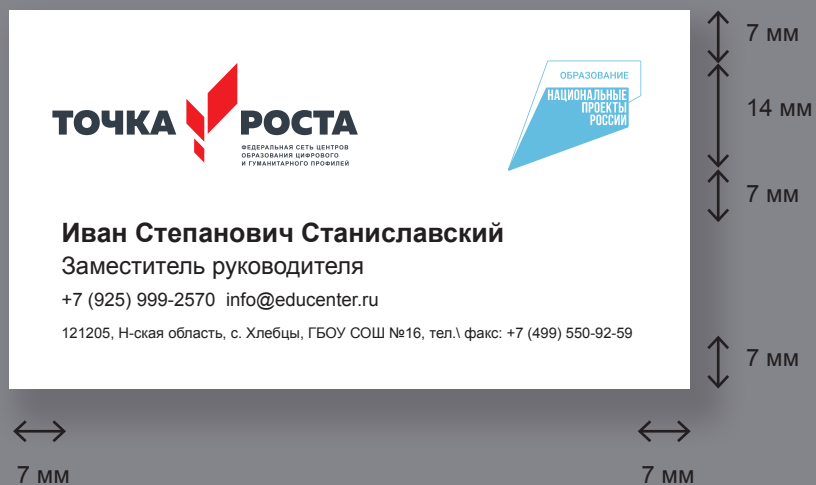 ТОЧКА РОСТА
ФЕДЕРАЛЬНАЯ СЕТЬ ЦЕНТРОВ
ОБРАЗОВАНИЯ ЦИФРОВОГО
И ГУМАНИТАРНОГО ПРОФИЛЕЙ
ОБРАЗОВАНИЕ
НАЦИОНАЛЬНЫЕ
ПРОЕКТЫ
РОССИИ
Иван Степанович Станиславский
Заместитель руководителя
+7 (925) 999-2570 info@educenter.ru
121205, Н-ская область, с. Хлебцы, ГБОУ СОШ №16, тел.\ факс: +7 (499) 550-92-59
7 мм
14 мм
7 мм
7 мм
7 мм
7 мм